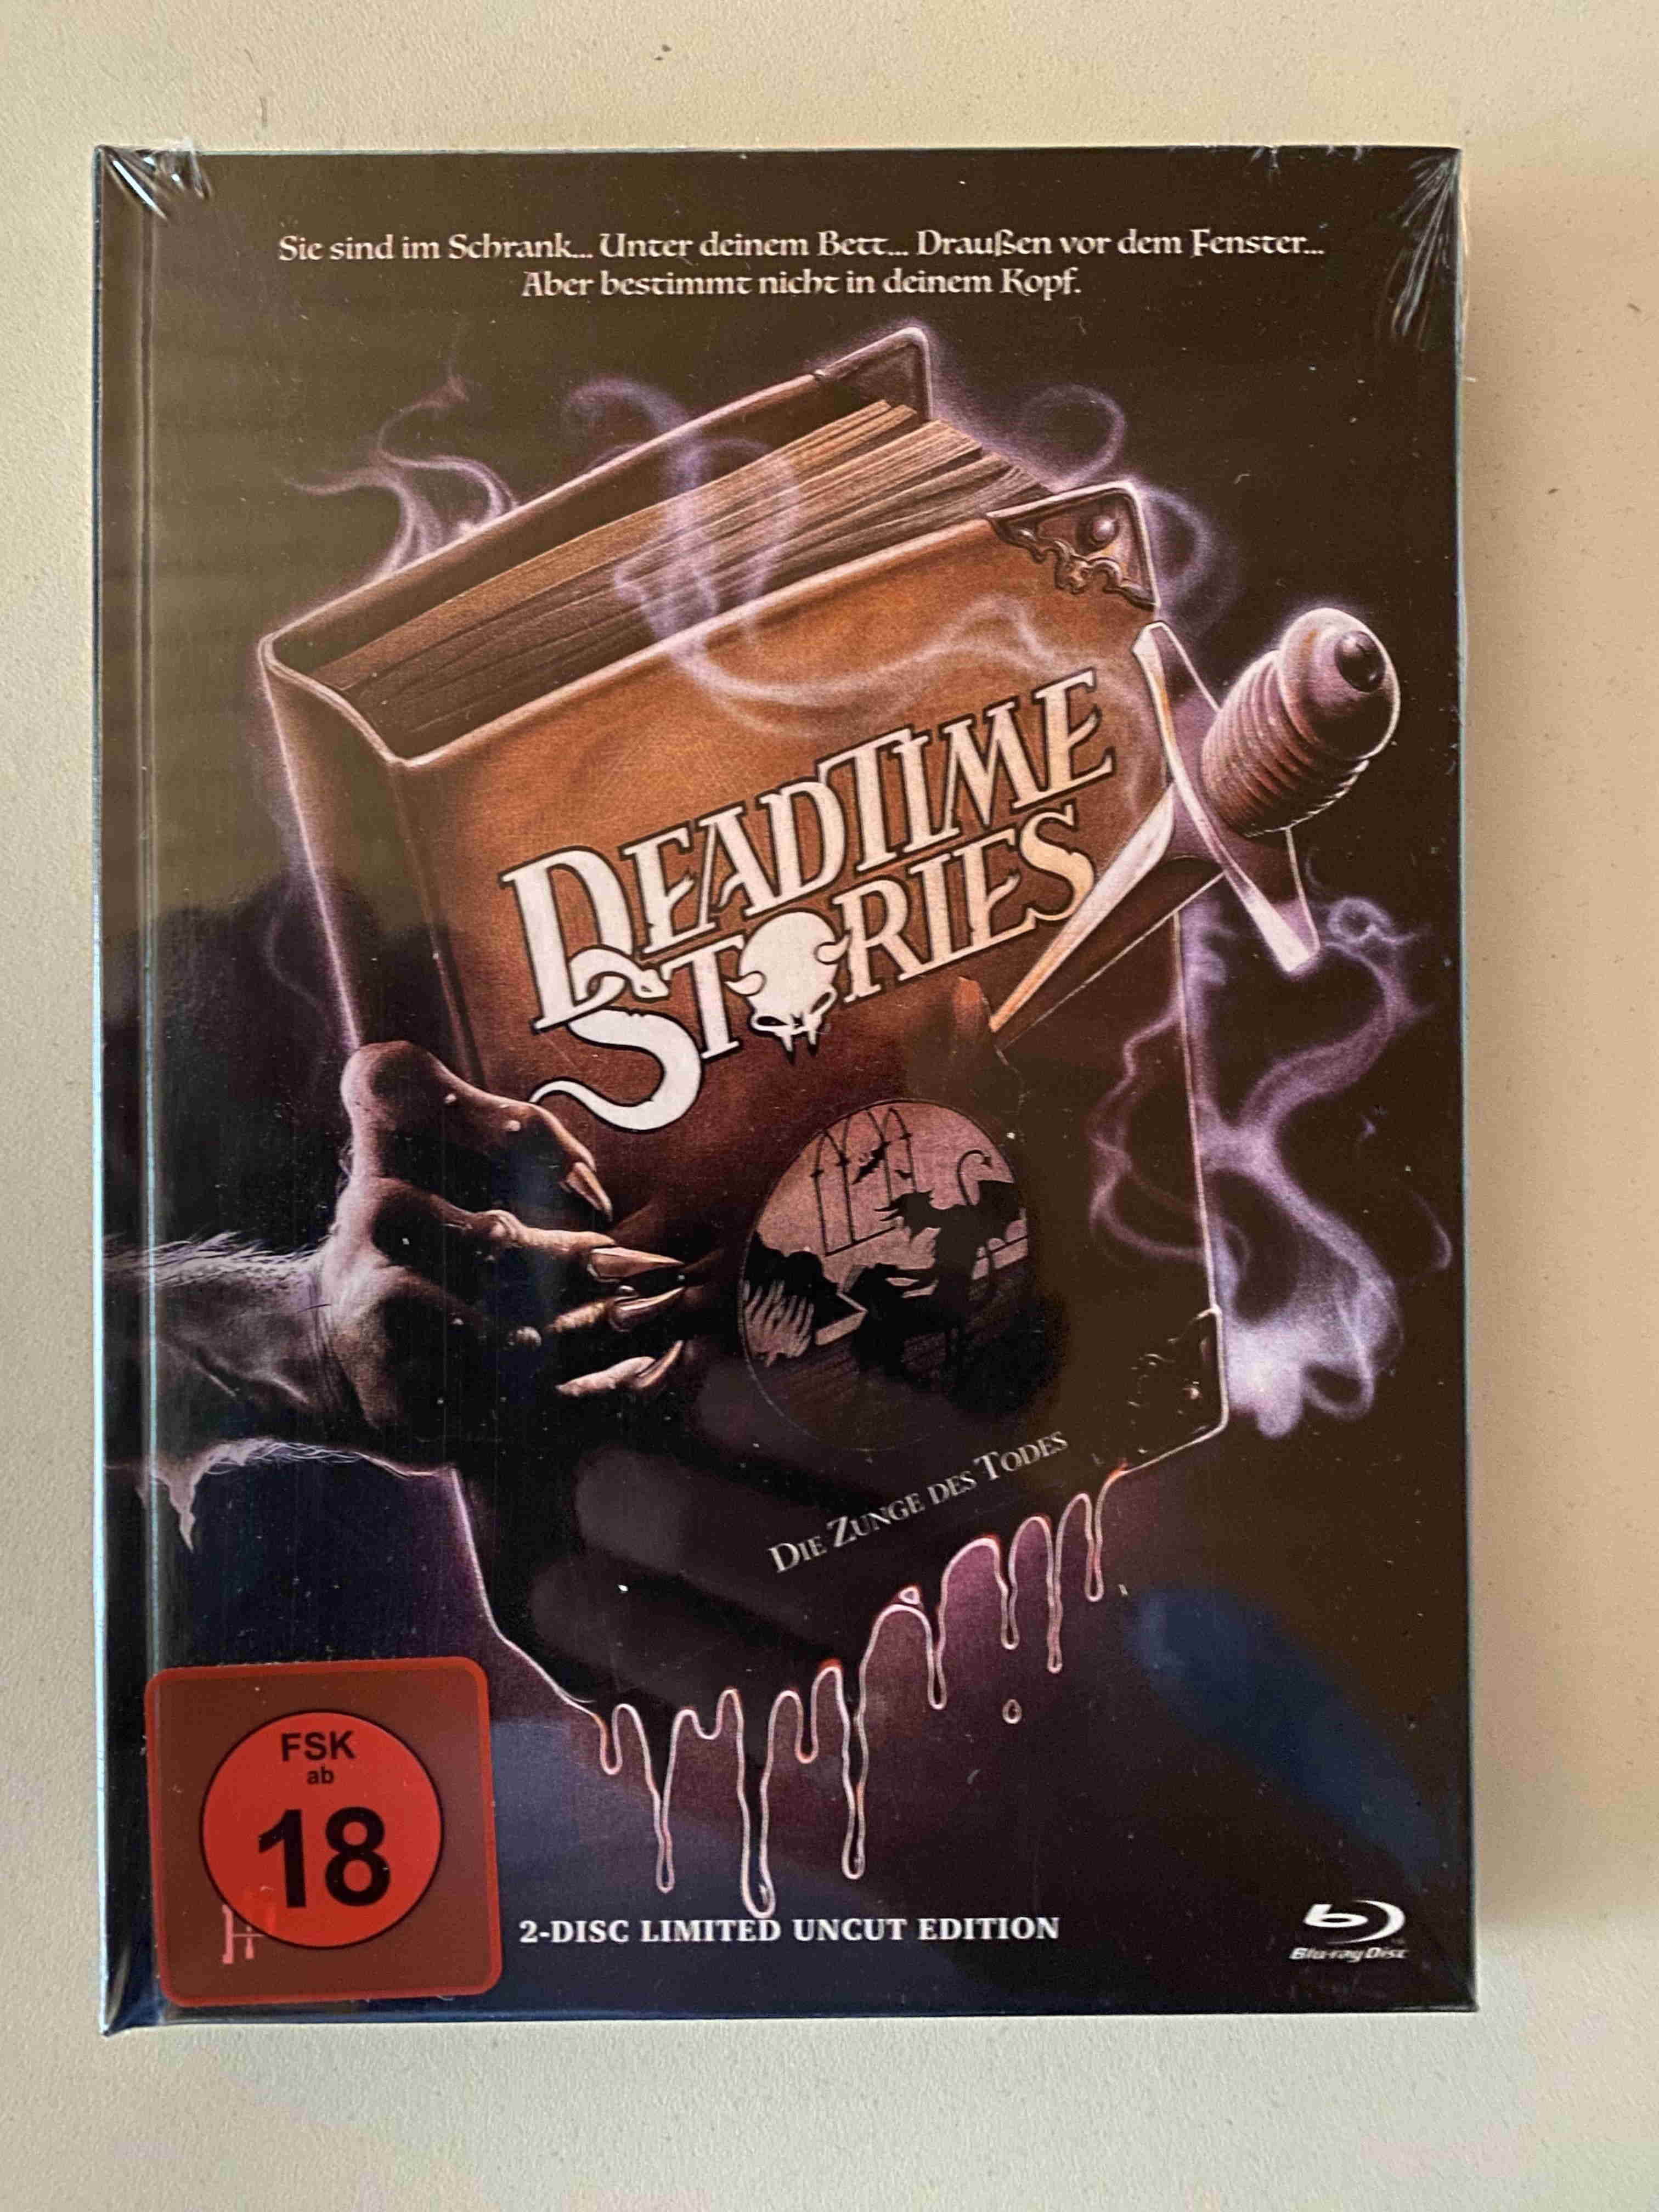 Sie sind im Schrank... Unter deinem Bett... Draußen vor dem Fenster...
Aber bestimmt nicht in deinem Kopf.
DEADTIME
STORIES
DIE ZUNGE DES TODES
FSK
ab
18
2-DISC LIMITED UNCUT EDITION
Blu-ray Disc